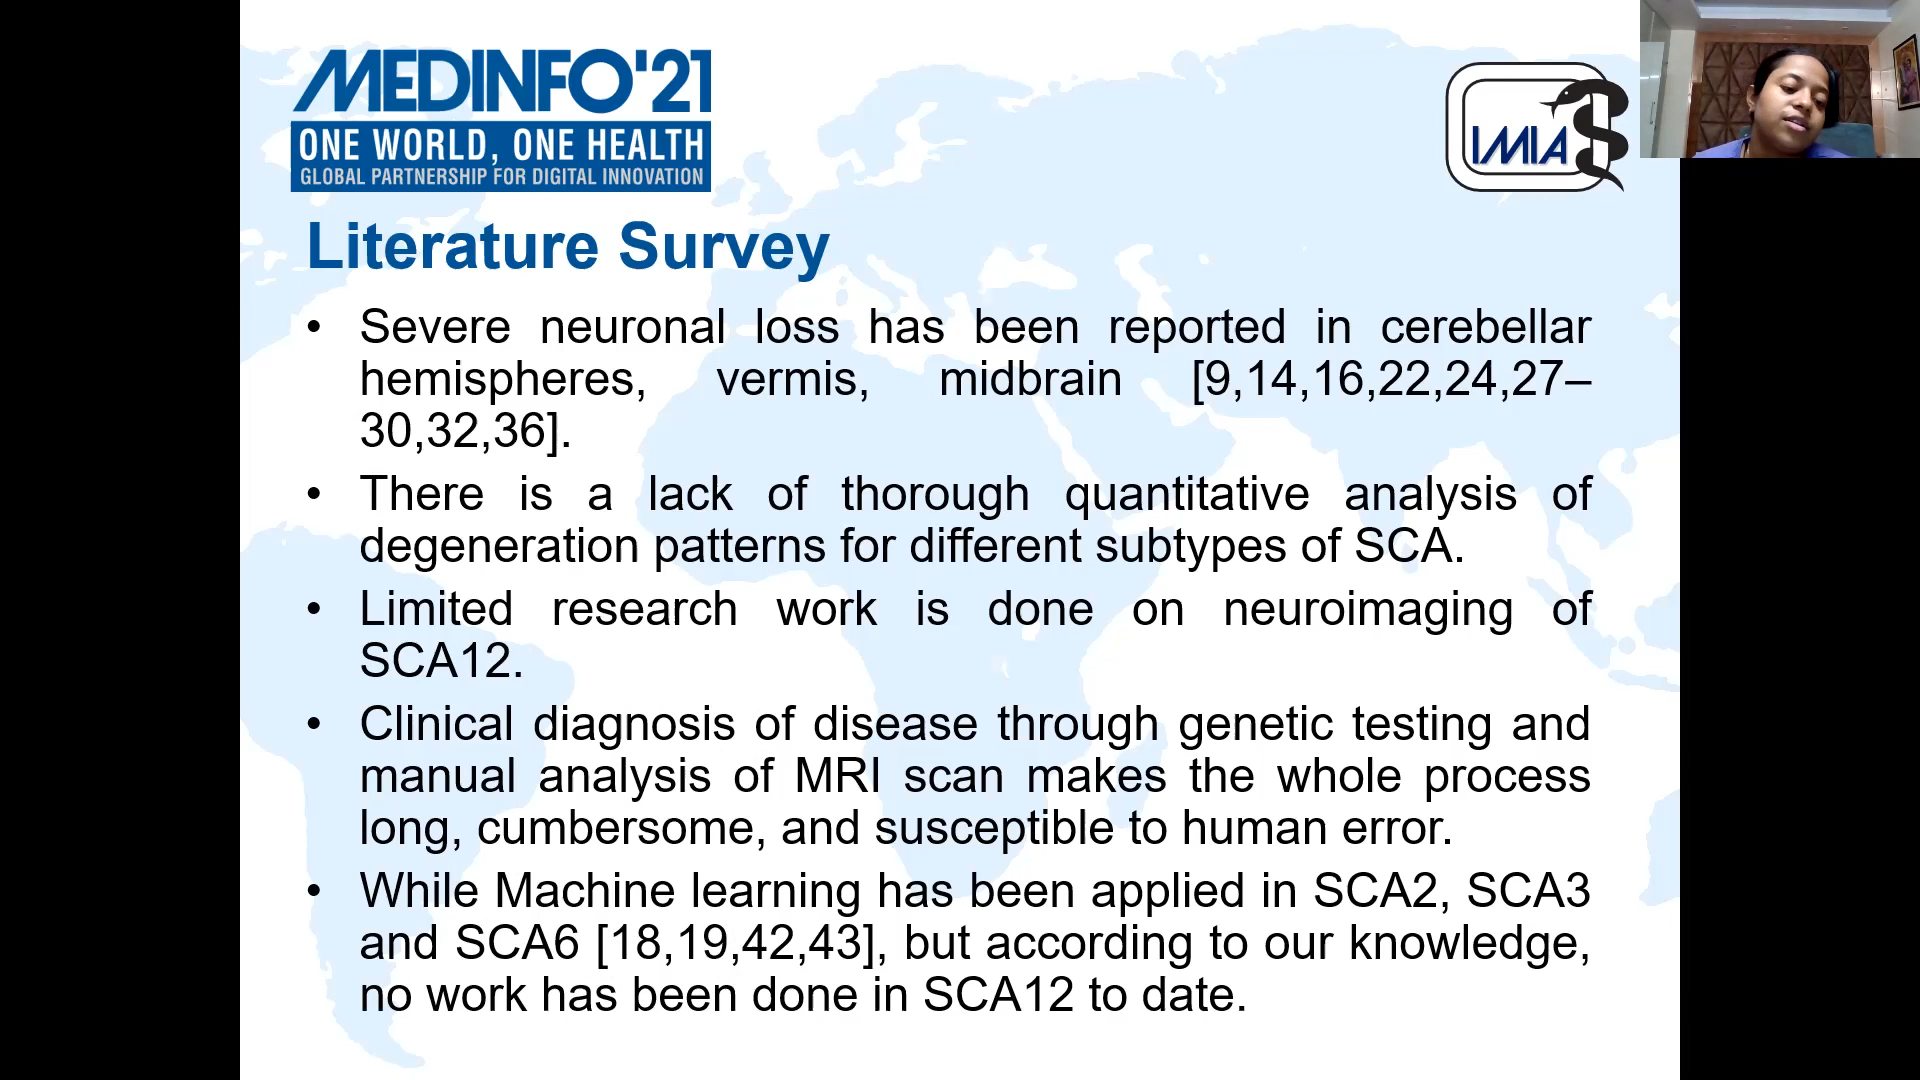 MEDINFO'21
ONE WORLD, ONE HEALTH
GLOBAL PARTNERSHIP FOR DIGITAL INNOVATION
IMIA
Literature Survey
• Severe neuronal loss has been reported in cerebellar
hemispheres, vermis, midbrain [9,14,16,22,24,27–
30,32,36].
• There is a lack of thorough quantitative analysis of
degeneration patterns for different subtypes of SCA.
• Limited research work is done on neuroimaging of
SCA12.
• Clinical diagnosis of disease through genetic testing and
manual analysis of MRI scan makes the whole process
long, cumbersome, and susceptible to human error.
• While Machine learning has been applied in SCA2, SCA3
and SCA6 [18,19,42,43], but according to our knowledge,
no work has been done in SCA12 to date.